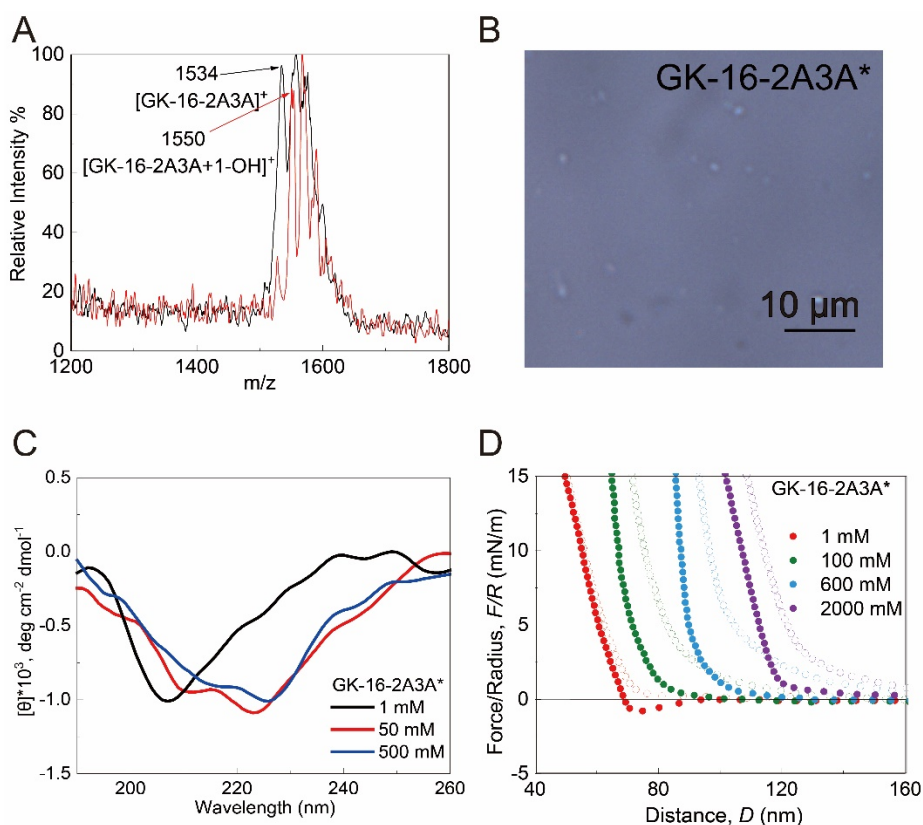 A
100
80
60
40
20
0
Relative Intensity %
1534
[GK-16-2A3A]⁺
1550
[GK-16-2A3A+1-OH]⁺
1200
1400
1600
1800
m/z
B
GK-16-2A3A*
10 µm
C
0.5
0.0
-0.5
-1.0
-1.5
[θ]*10³, deg cm⁻² dmol⁻¹
GK-16-2A3A*
1 mM
50 mM
500 mM
200
220
240
260
Wavelength (nm)
D
15
10
5
0
-5
Force/Radius, F/R (mN/m)
GK-16-2A3A*
1 mM
100 mM
600 mM
2000 mM
40
80
120
160
Distance, D (nm)